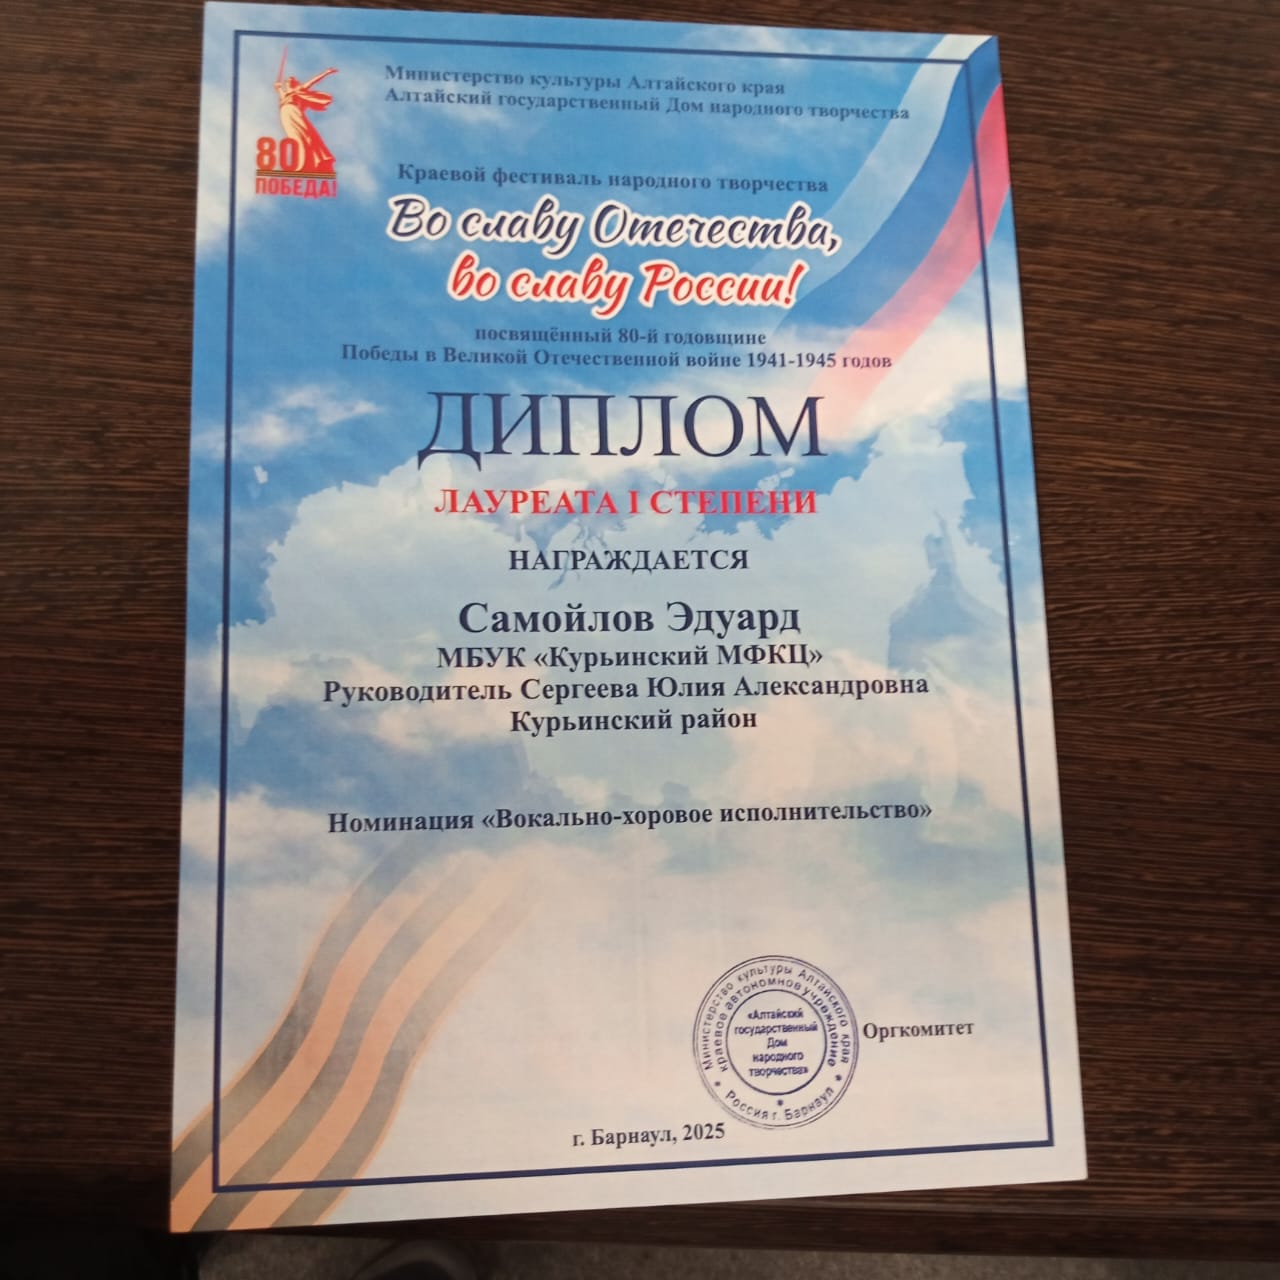 Министерство культуры Алтайского края
Алтайский государственный Дом народного творчества
80
ПОБЕДА!
Краевой фестиваль народного творчества
Во славу Отечества,
во славу России!
посвящённый 80-й годовщине
Победы в Великой Отечественной войне 1941-1945 годов
ДИПЛОМ
ЛАУРЕАТА I СТЕПЕНИ
НАГРАЖДАЕТСЯ
Самойлов Эдуард
МБУК «Курьинский МФКЦ»
Руководитель Сергеева Юлия Александровна
Курьинский район
Номинация «Вокально-хоровое исполнительство»
Министерство культуры Алтайского края
краевое автономное учреждение
«Алтайский
государственный
Дом
народного
творчества»
Россия г. Барнаул
Оргкомитет
г. Барнаул, 2025